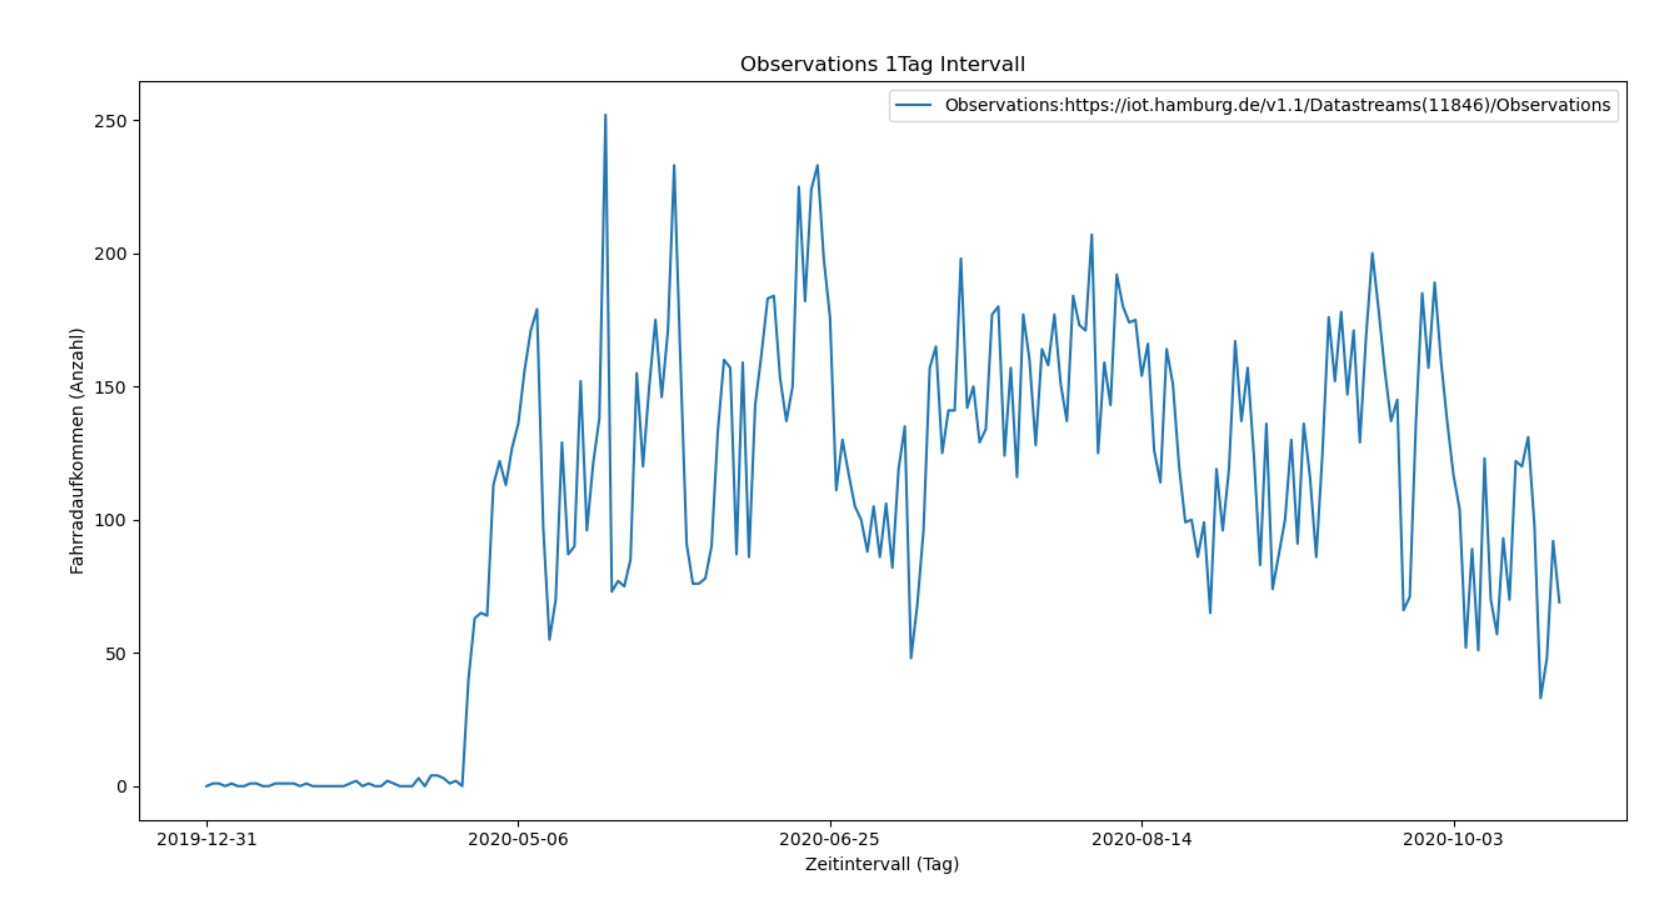 Observations 1Tag Intervall
Observations:https://iot.hamburg.de/v1.1/Datastreams(11846)/Observations
Fahrradaufkommen (Anzahl)
250
200
150
100
50
0
2019-12-31 2020-05-06 2020-06-25 2020-08-14 2020-10-03
Zeitintervall (Tag)